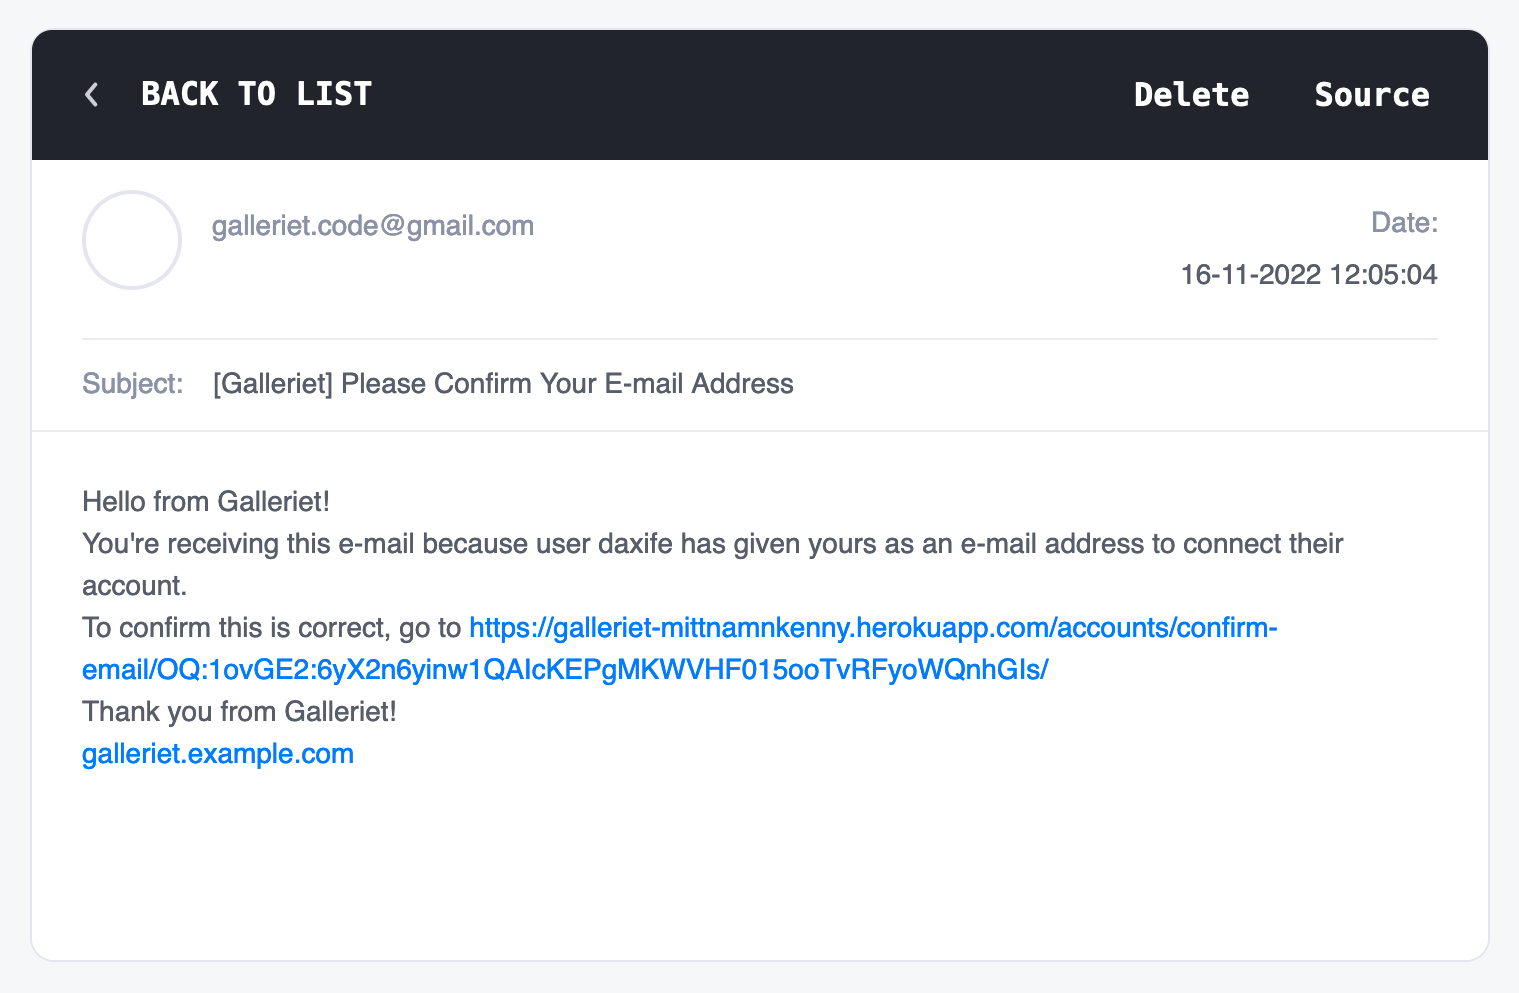 BACK TO LIST
Delete
Source
galleriet.code@gmail.com
Date:
16-11-2022 12:05:04
Subject: [Galleriet] Please Confirm Your E-mail Address
Hello from Galleriet!
You're receiving this e-mail because user daxife has given yours as an e-mail address to connect their
account.
To confirm this is correct, go to https://galleriet-mittnamnkenny.herokuapp.com/accounts/confirm-
email/OQ:1ovGE2:6yX2n6yinw1QAIcKEPgMKWVHF015ooTvRFyoWQnhGIs/
Thank you from Galleriet!
galleriet.example.com